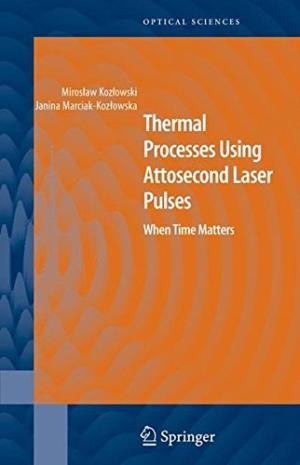 OPTICAL SCIENCES
Mirosław Kozłowski
Janina Marciak-Kozłowska
Thermal
Processes Using
Attosecond Laser
Pulses
When Time Matters
Springer